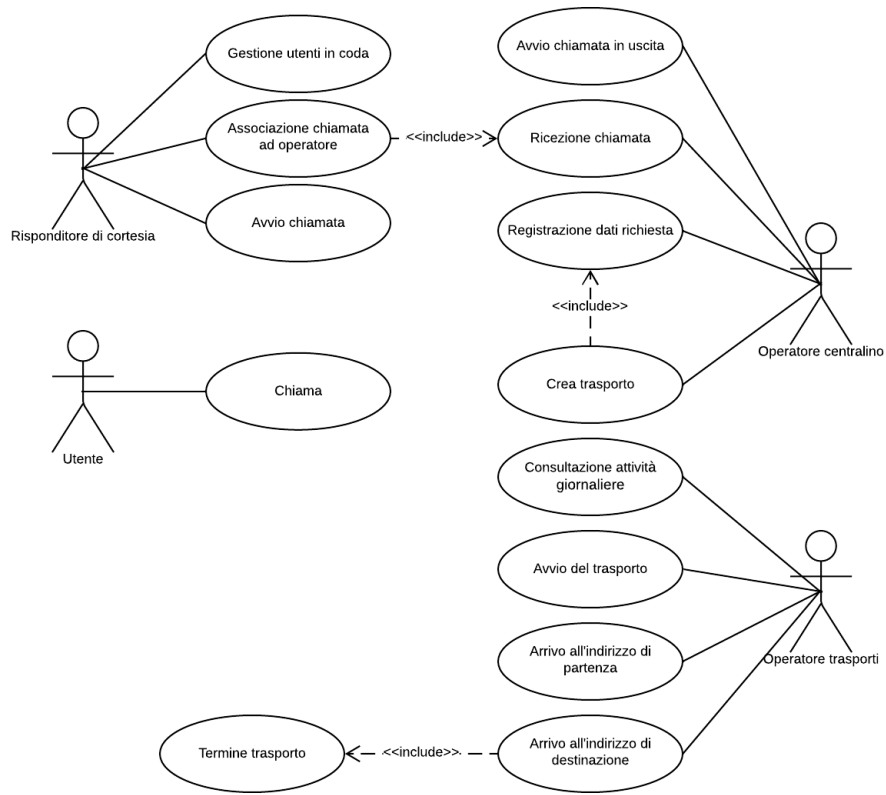 Gestione utenti in coda
Avvio chiamata in uscita
Associazione chiamata
ad operatore
<<include>>
Ricezione chiamata
Avvio chiamata
Registrazione dati richiesta
Risponditore di cortesia
<<include>>
Operatore centralino
Chiama
Crea trasporto
Utente
Consultazione attività
giornaliere
Avvio del trasporto
Arrivo all'indirizzo di
partenza
Operatore trasporti
Termine trasporto
<<include>>
Arrivo all'indirizzo di
destinazione